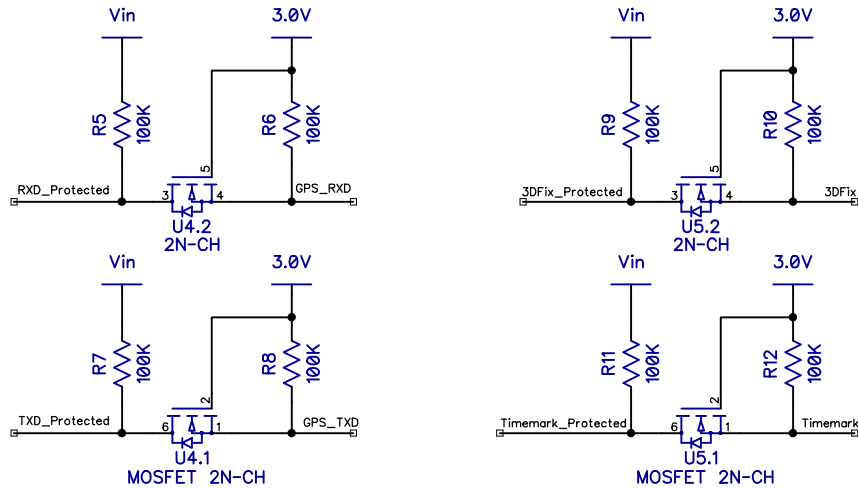 Vin
3.0V
R5
100K
R6
100K
5
RXD_Protected
3
4
GPS_RXD
U4.2
2N-CH
Vin
3.0V
R9
100K
R10
100K
5
3DFix_Protected
3
4
3DFix
U5.2
2N-CH
Vin
3.0V
R7
100K
R8
100K
2
TXD_Protected
6
1
GPS_TXD
U4.1
MOSFET 2N-CH
Vin
3.0V
R11
100K
R12
100K
2
Timemark_Protected
6
1
Timemark
U5.1
MOSFET 2N-CH